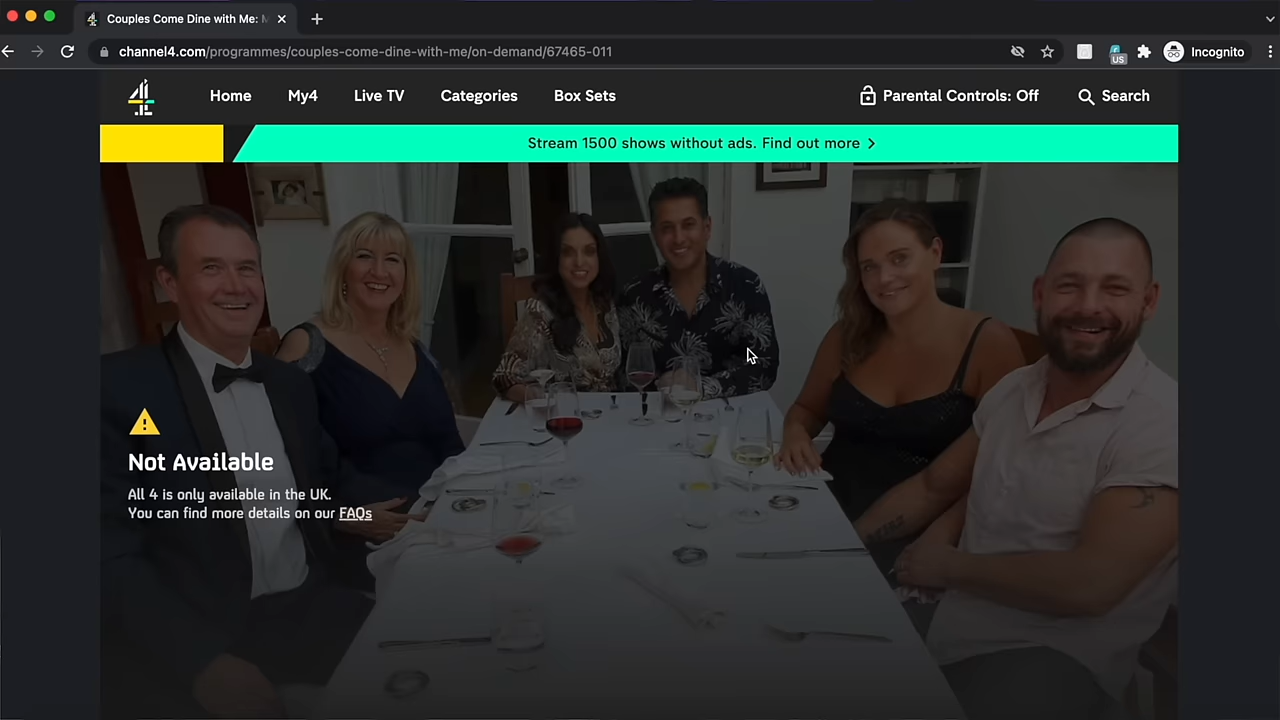 Couples Come Dine with Me: M
channel4.com/programmes/couples-come-dine-with-me/on-demand/67465-011
US
Incognito
4
Home
My4
Live TV
Categories
Box Sets
Parental Controls: Off
Search
Stream 1500 shows without ads. Find out more
Not Available
All 4 is only available in the UK.
You can find more details on our FAQs